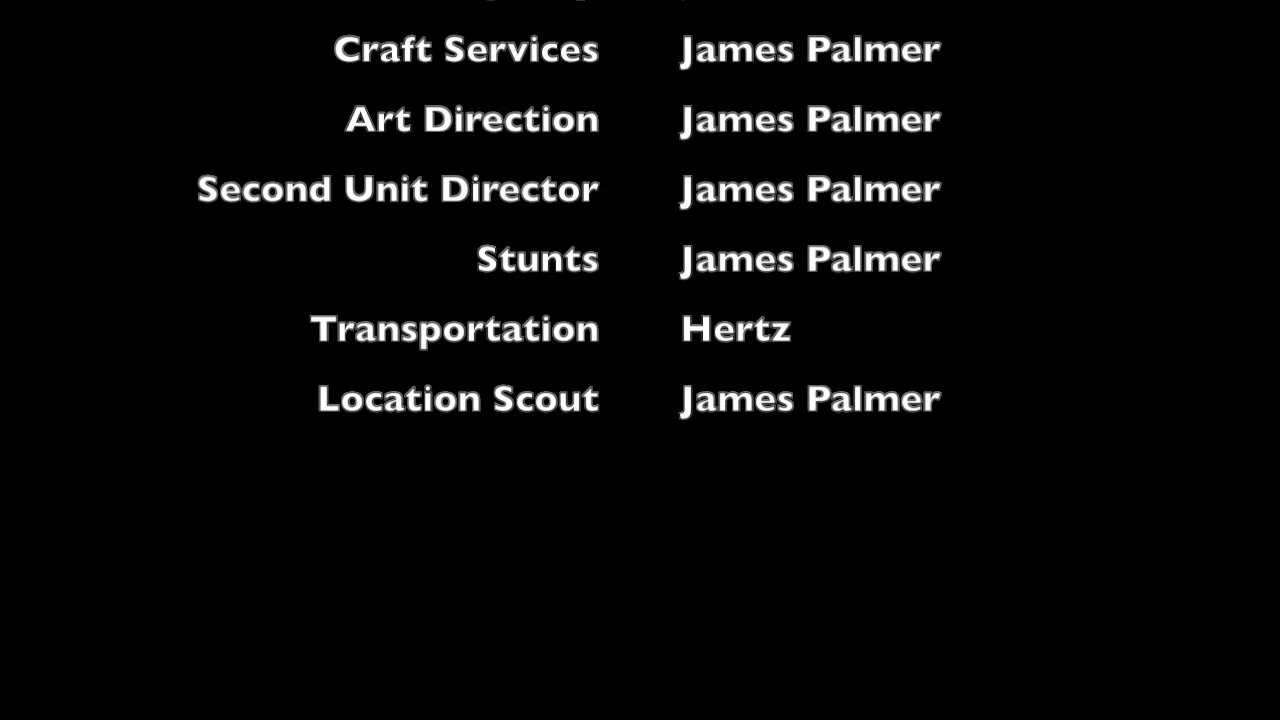 Craft Services James Palmer
Art Direction James Palmer
Second Unit Director James Palmer
Stunts James Palmer
Transportation Hertz
Location Scout James Palmer